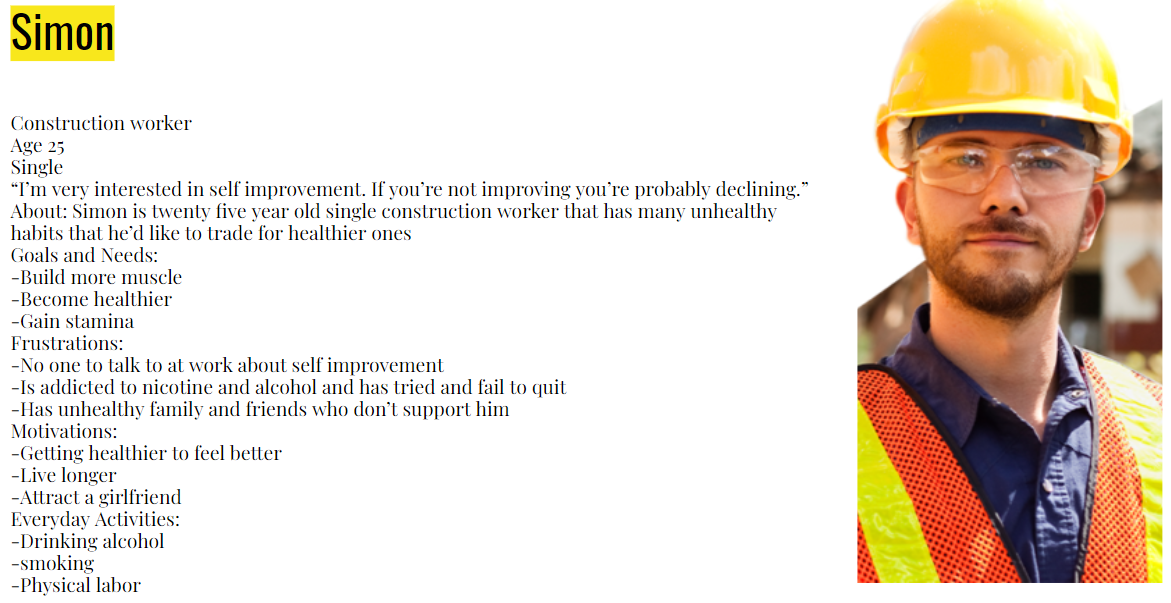 Simon
Construction worker
Age 25
Single
“I’m very interested in self improvement. If you’re not improving you’re probably declining.”
About: Simon is twenty five year old single construction worker that has many unhealthy
habits that he’d like to trade for healthier ones
Goals and Needs:
-Build more muscle
-Become healthier
-Gain stamina
Frustrations:
-No one to talk to at work about self improvement
-Is addicted to nicotine and alcohol and has tried and fail to quit
-Has unhealthy family and friends who don’t support him
Motivations:
-Getting healthier to feel better
-Live longer
-Attract a girlfriend
Everyday Activities:
-Drinking alcohol
-smoking
-Physical labor